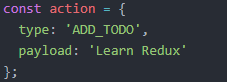 const action = {
  type: 'ADD_TODO',
  payload: 'Learn Redux'
};